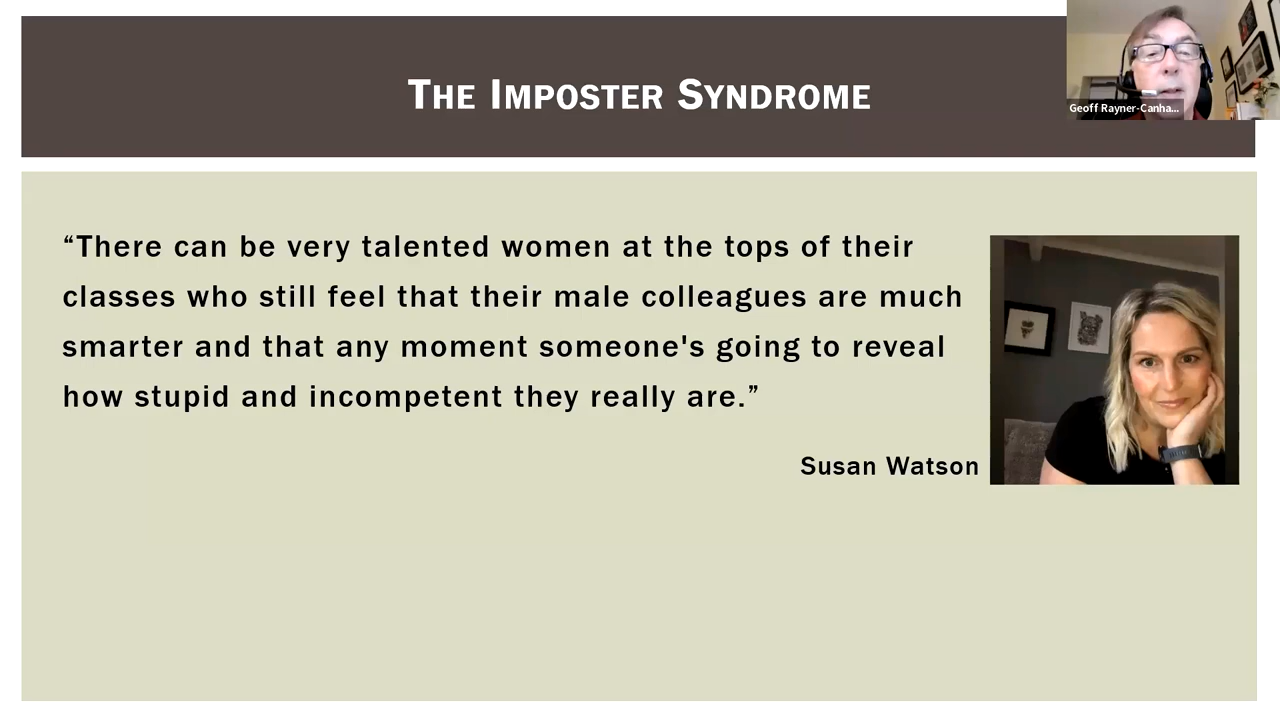 THE IMPOSTER SYNDROME
Geoff Rayner-Canha...
“There can be very talented women at the tops of their
classes who still feel that their male colleagues are much
smarter and that any moment someone's going to reveal
how stupid and incompetent they really are.”
Susan Watson